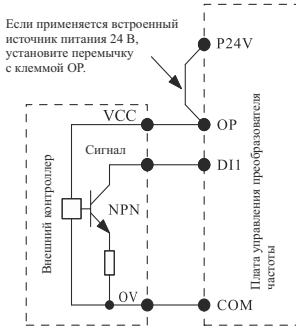 Если применяется встроенный
источник питания 24 В,
установите перемычку
с клеммой OP.
P24V
VCC
OP
Сигнал
DI1
NPN
0V
COM
Внешний контроллер
Плата управления преобразователя
частоты